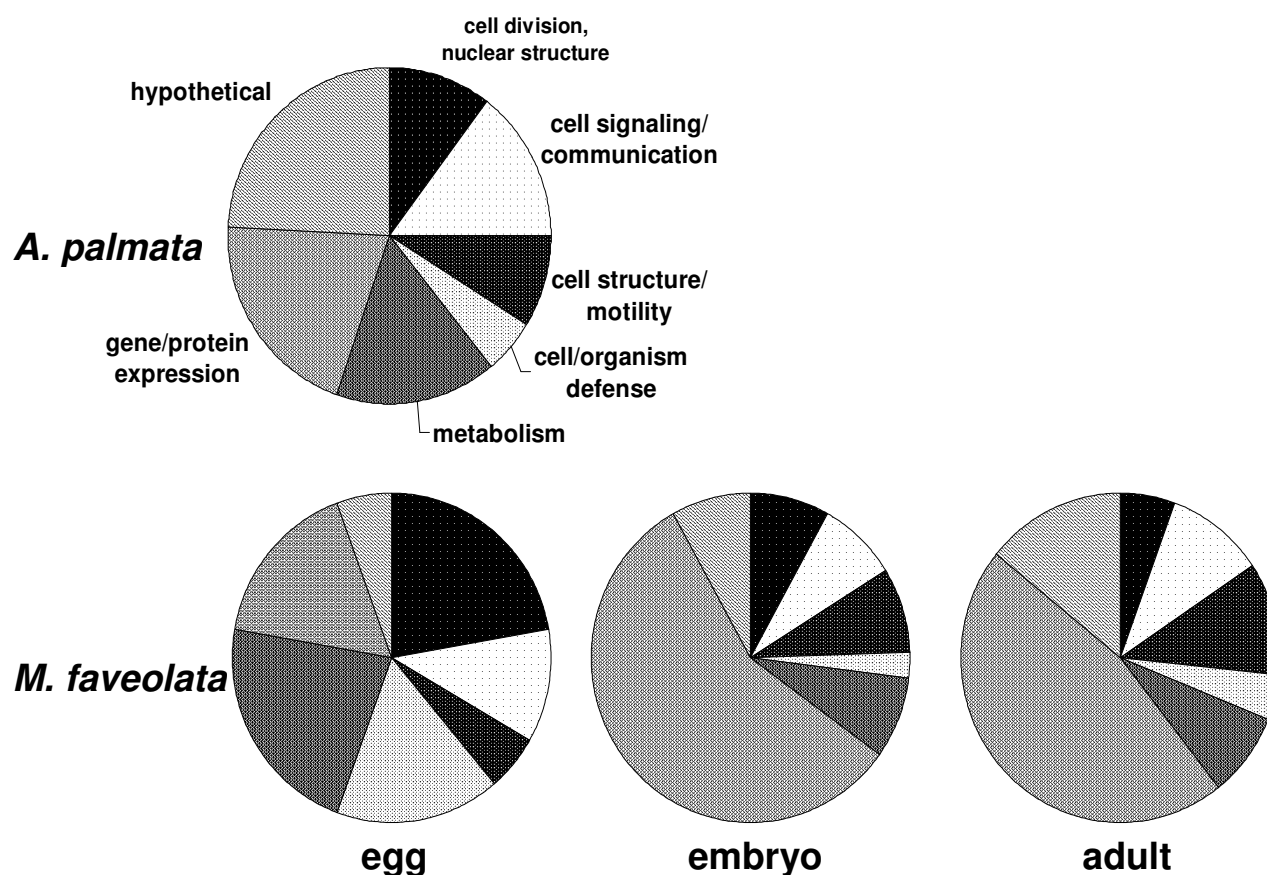 cell division,
nuclear structure
hypothetical
cell signaling/
communication
A. palmata
cell structure/
motility
gene/protein
expression
cell/organism
defense
metabolism
M. faveolata
egg
embryo
adult